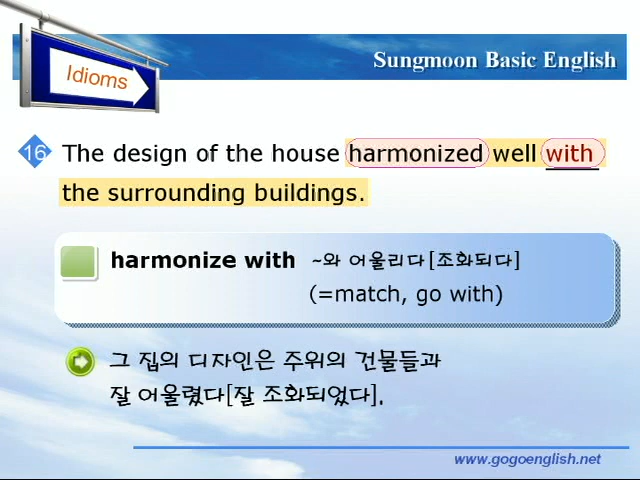 Idioms
Sungmoon Basic English
16 The design of the house harmonized well with
the surrounding buildings.
harmonize with ~와 어울리다[조화되다]
(=match, go with)
그 집의 디자인은 주위의 건물들과
잘 어울렸다[잘 조화되었다].
www.gogoenglish.net